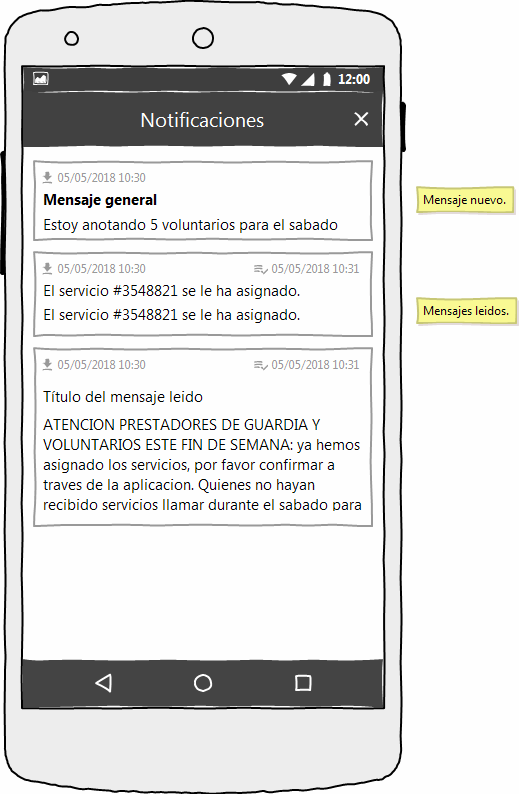 12:00
Notificaciones
05/05/2018 10:30
Mensaje general
Estoy anotando 5 voluntarios para el sabado
Mensaje nuevo.
05/05/2018 10:30 05/05/2018 10:31
El servicio #3548821 se le ha asignado.
El servicio #3548821 se le ha asignado.
Mensajes leidos.
05/05/2018 10:30 05/05/2018 10:31
Título del mensaje leido
ATENCION PRESTADORES DE GUARDIA Y
VOLUNTARIOS ESTE FIN DE SEMANA: ya hemos
asignado los servicios, por favor confirmar a
traves de la aplicacion. Quienes no hayan
recibido servicios llamar durante el sabado para